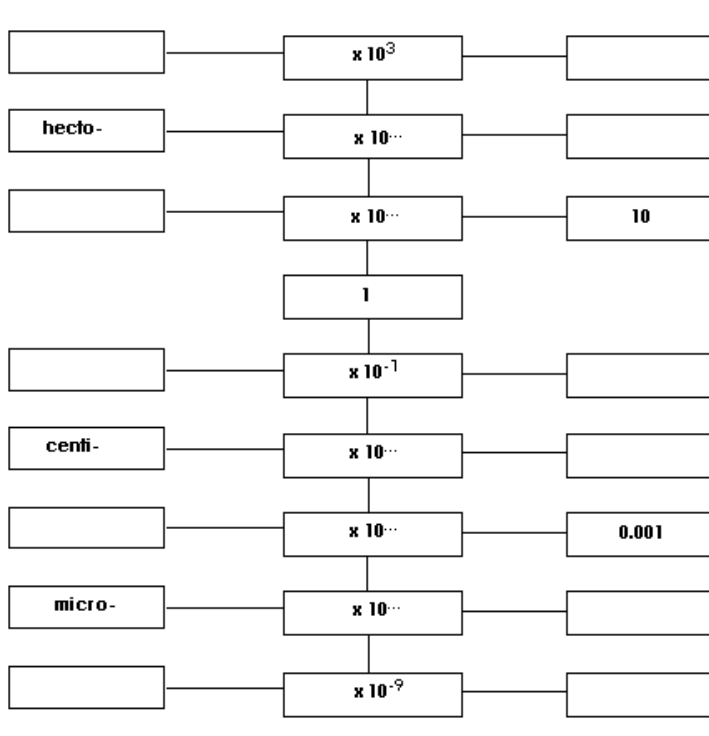 x 10³
hecto-
x 10...
x 10...
10
1
x 10⁻¹
centi-
x 10...
x 10...
0.001
micro-
x 10...
x 10⁻⁹